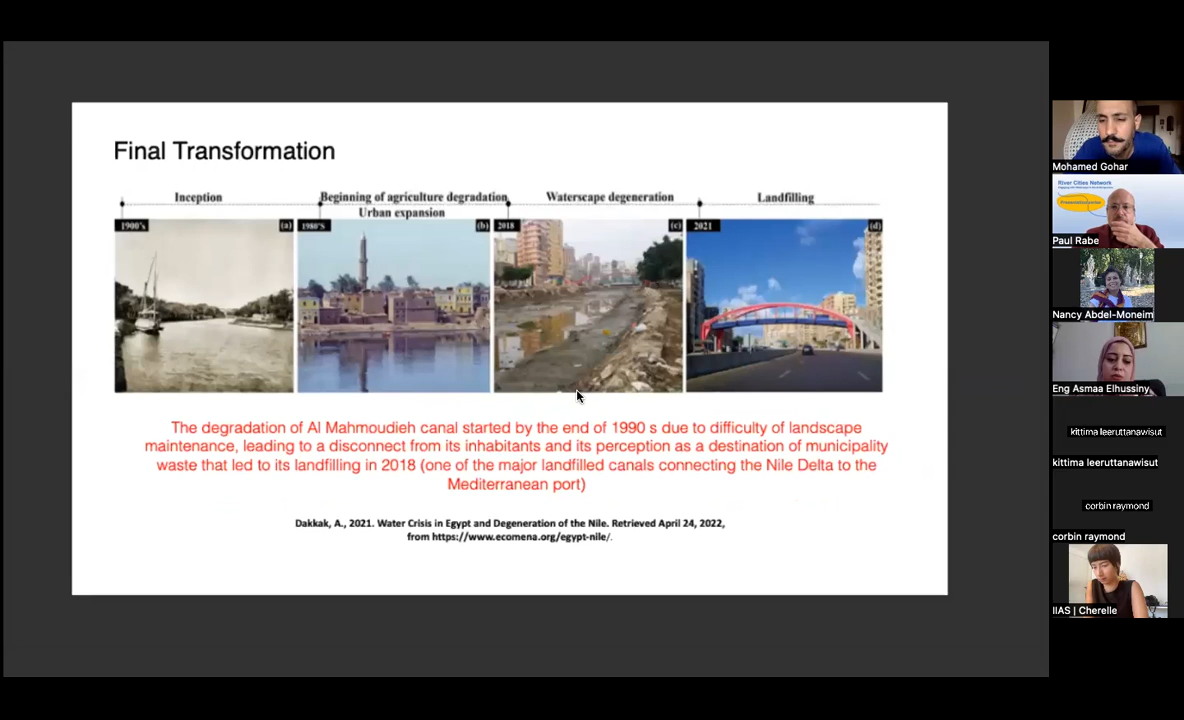 Final Transformation
Inception
Beginning of agriculture degradation
Urban expansion
Waterscape degeneration
Landfilling
1900's
(a)
1980'S
(b)
2018
(c)
2021
(d)
The degradation of Al Mahmoudieh canal started by the end of 1990 s due to difficulty of landscape
maintenance, leading to a disconnect from its inhabitants and its perception as a destination of municipality
waste that led to its landfilling in 2018 (one of the major landfilled canals connecting the Nile Delta to the
Mediterranean port)
Dakkak, A., 2021. Water Crisis in Egypt and Degeneration of the Nile. Retrieved April 24, 2022,
from https://www.ecomena.org/egypt-nile/.
Mohamed Gohar
River Cities Network
Paul Rabe
Nancy Abdel-Moneim
Eng Asmaa Elhussiny
kittima leeruttanawisut
kittima leeruttanawisut
corbin raymond
corbin raymond
IIAS | Cherelle